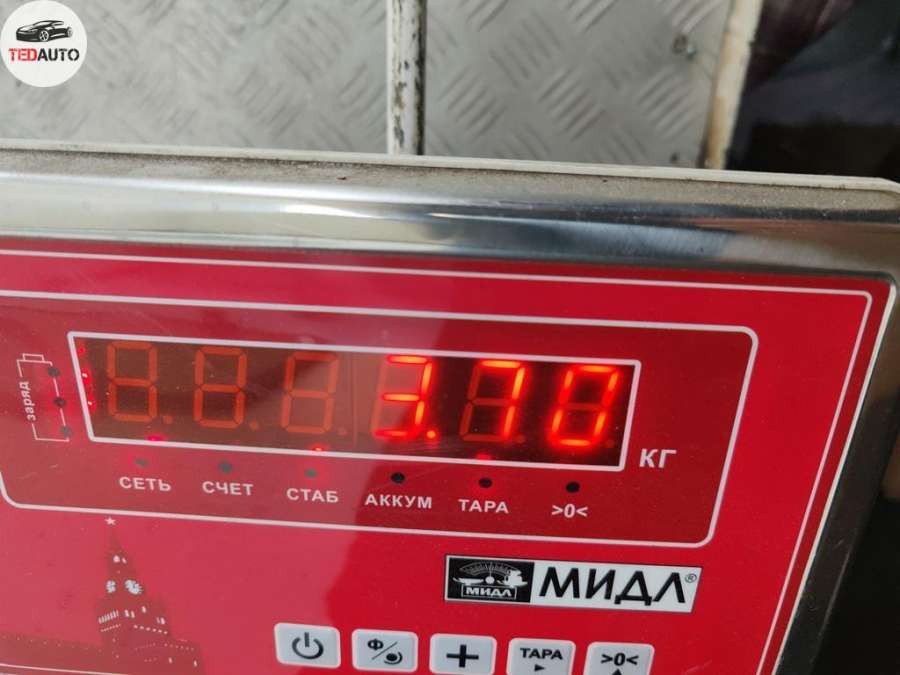 TEDAUTO
заряд
3.70
КГ
СЕТЬ СЧЕТ СТАБ АККУМ ТАРА >0<
МИДЛ МИДЛ®
Ф/ + ТАРА >0<